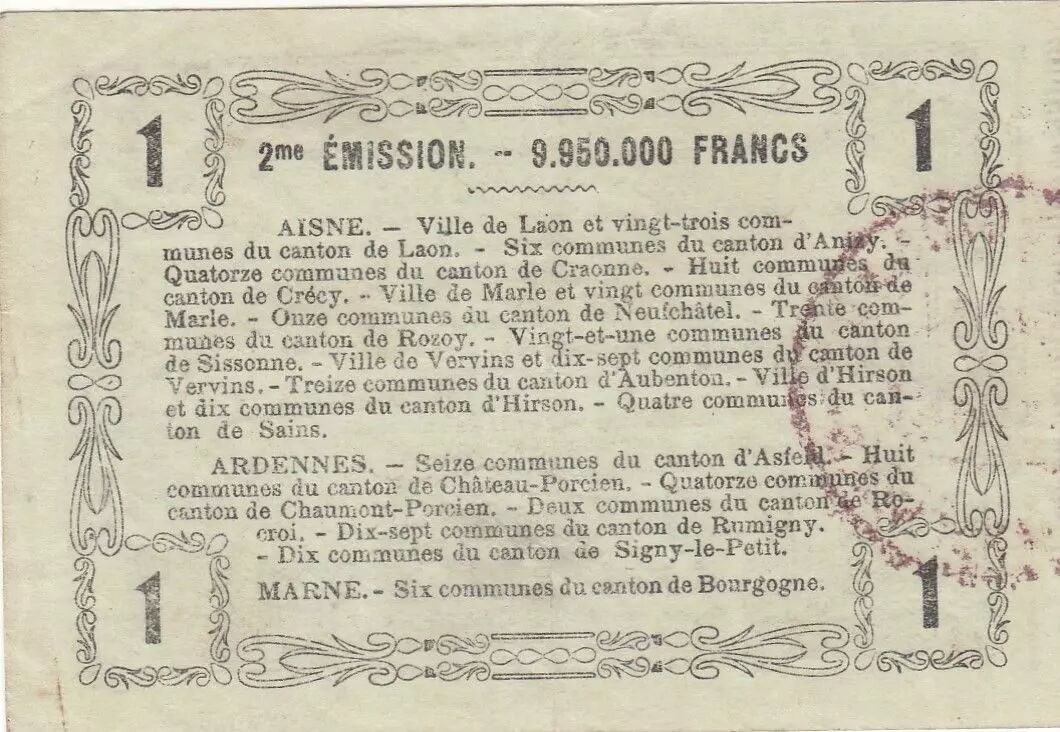 1
1
2me ÉMISSION. -- 9.950.000 FRANCS
AISNE. — Ville de Laon et vingt-trois com-
munes du canton de Laon. - Six communes du canton d'Anizy. -
Quatorze communes du canton de Craonne. - Huit communes du
canton de Crécy. - Ville de Marle et vingt communes du canton de
Marle. - Onze communes du canton de Neufchâtel. - Trente com-
munes du canton de Rozoy. - Vingt-et-une communes du canton
de Sissonne. - Ville de Vervins et dix-sept communes du canton de
Vervins. - Treize communes du canton d'Aubenton. - Ville d'Hirson
et dix communes du canton d'Hirson. - Quatre communes du can-
ton de Sains.
ARDENNES. — Seize communes du canton d'Asfeld. - Huit
communes du canton de Château-Porcien. - Quatorze communes du
canton de Chaumont-Porcien. - Deux communes du canton de Ro-
croi. - Dix-sept communes du canton de Rumigny.
- Dix communes du canton de Signy-le-Petit.
MARNE. - Six communes du canton de Bourgogne.
1
1